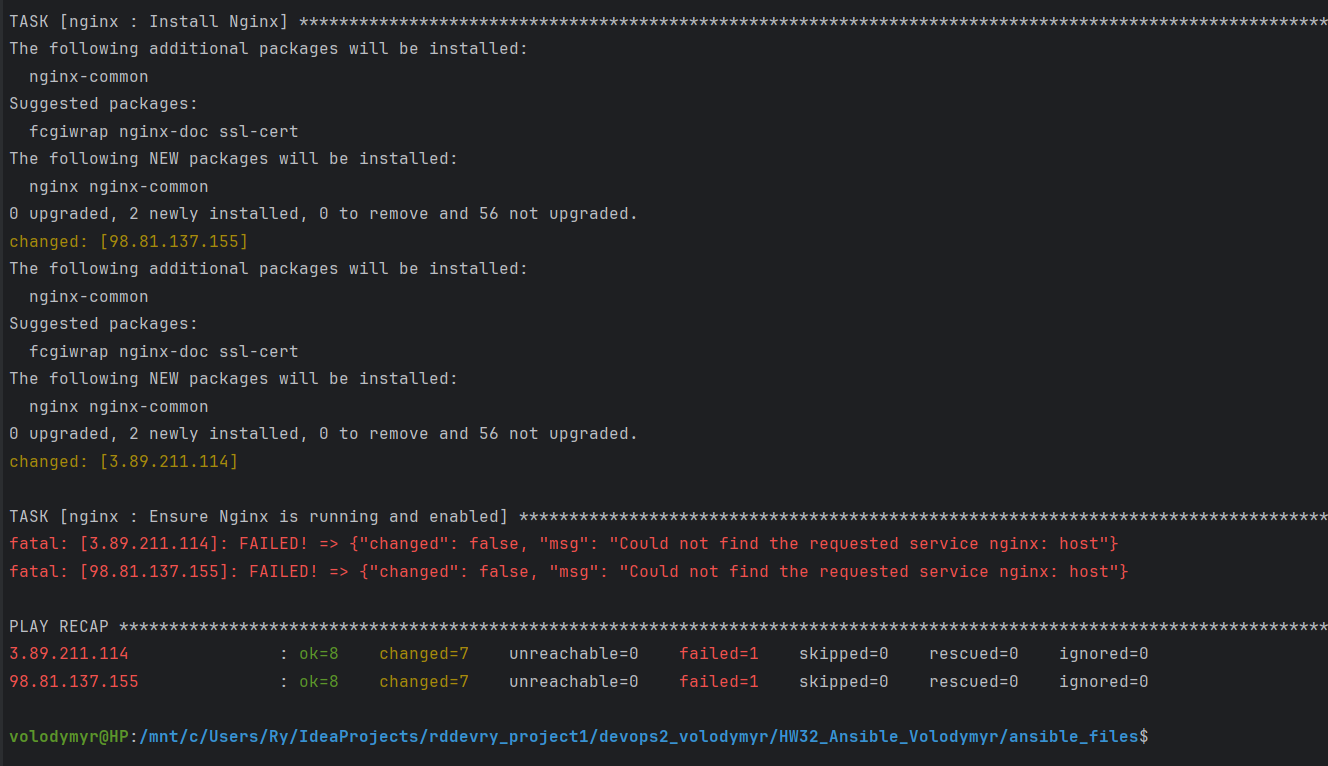 TASK [nginx : Install Nginx] *******************************************************************************************************
The following additional packages will be installed:
  nginx-common
Suggested packages:
  fcgiwrap nginx-doc ssl-cert
The following NEW packages will be installed:
  nginx nginx-common
0 upgraded, 2 newly installed, 0 to remove and 56 not upgraded.
changed: [98.81.137.155]
The following additional packages will be installed:
  nginx-common
Suggested packages:
  fcgiwrap nginx-doc ssl-cert
The following NEW packages will be installed:
  nginx nginx-common
0 upgraded, 2 newly installed, 0 to remove and 56 not upgraded.
changed: [3.89.211.114]
TASK [nginx : Ensure Nginx is running and enabled] *********************************************************************************
fatal: [3.89.211.114]: FAILED! => {"changed": false, "msg": "Could not find the requested service nginx: host"}
fatal: [98.81.137.155]: FAILED! => {"changed": false, "msg": "Could not find the requested service nginx: host"}
PLAY RECAP *************************************************************************************************************************
3.89.211.114               : ok=8    changed=7    unreachable=0    failed=1    skipped=0    rescued=0    ignored=0
98.81.137.155              : ok=8    changed=7    unreachable=0    failed=1    skipped=0    rescued=0    ignored=0
volodymyr@HP:/mnt/c/Users/Ry/IdeaProjects/rddevry_project1/devops2_volodymyr/HW32_Ansible_Volodymyr/ansible_files$